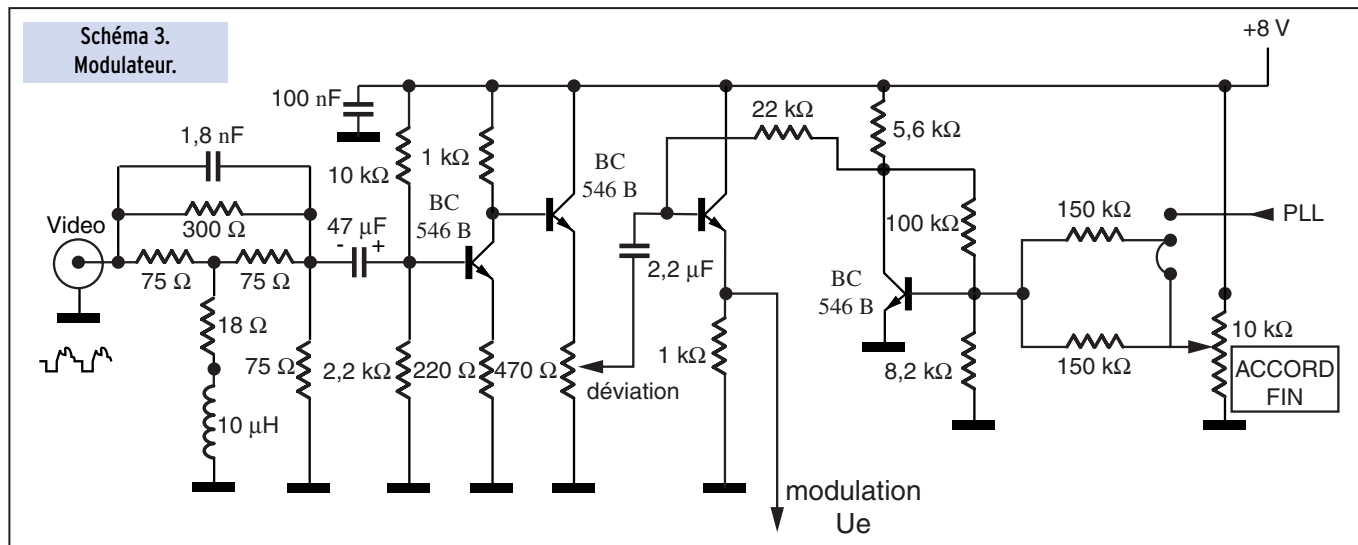 Schéma 3.
Modulateur.
+8 V
100 nF
22 kΩ
5,6 kΩ
1,8 nF
10 kΩ
1 kΩ
BC
546 B
BC
546 B
Video
300 Ω
47 µF
- +
75 Ω
75 Ω
2,2 µF
100 kΩ
150 kΩ
PLL
BC
546 B
18 Ω
10 kΩ
75 Ω
2,2 kΩ
220 Ω
470 Ω
déviation
1 kΩ
8,2 kΩ
150 kΩ
ACCORD
FIN
10 µH
modulation
Ue